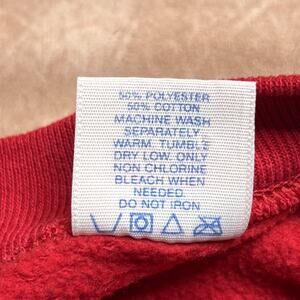 50% POLYESTER
50% COTTON
MACHINE WASH
SEPARATELY
WARM. TUMBLE
DRY LOW. ONLY
NON CHLORINE
BLEACH WHEN
NEEDED
DO NOT IRON